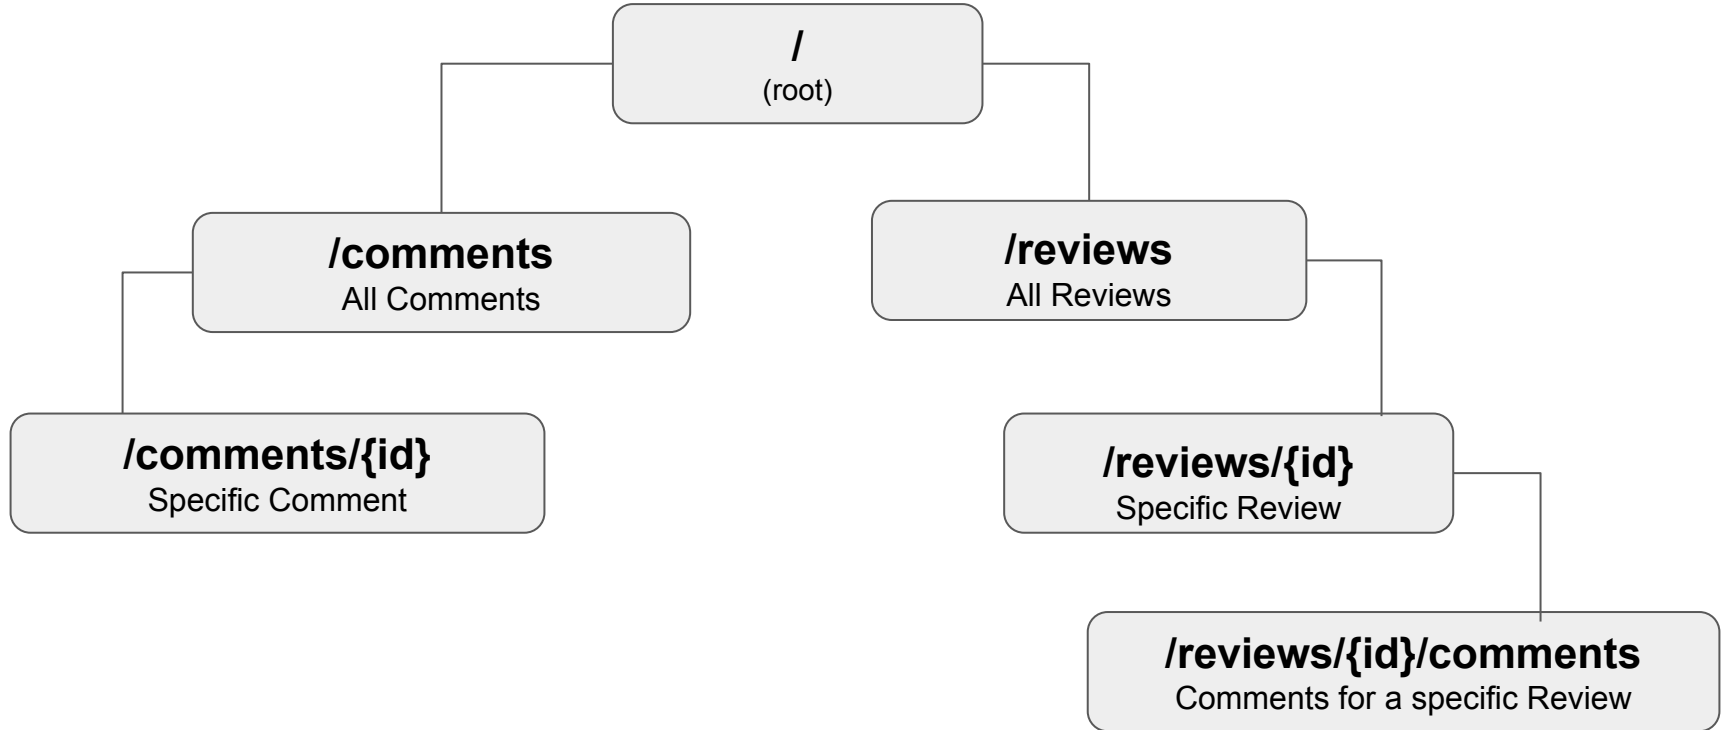 /
(root)
/comments
All Comments
/reviews
All Reviews
/comments/{id}
Specific Comment
/reviews/{id}
Specific Review
/reviews/{id}/comments
Comments for a specific Review